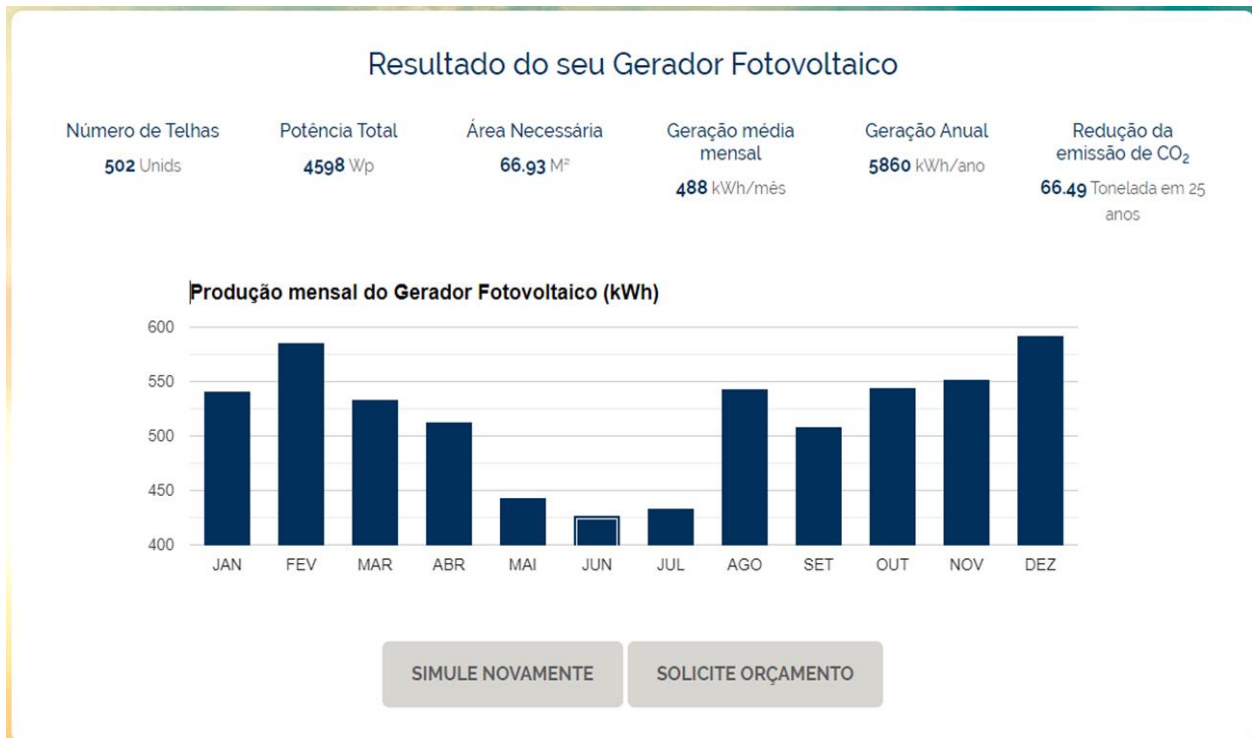 Resultado do seu Gerador Fotovoltaico
Número de Telhas
502 Unids
Potência Total
4598 Wp
Área Necessária
66.93 M²
Geração média
mensal
488 kWh/mês
Geração Anual
5860 kWh/ano
Redução da
emissão de CO₂
66.49 Tonelada em 25
anos
Produção mensal do Gerador Fotovoltaico (kWh)
600
550
500
450
400
JAN FEV MAR ABR MAI JUN JUL AGO SET OUT NOV DEZ
SIMULE NOVAMENTE SOLICITE ORÇAMENTO